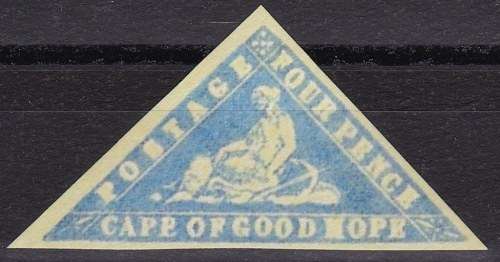 POSTAGE
FOUR PENCE
CAPE OF GOOD HOPE